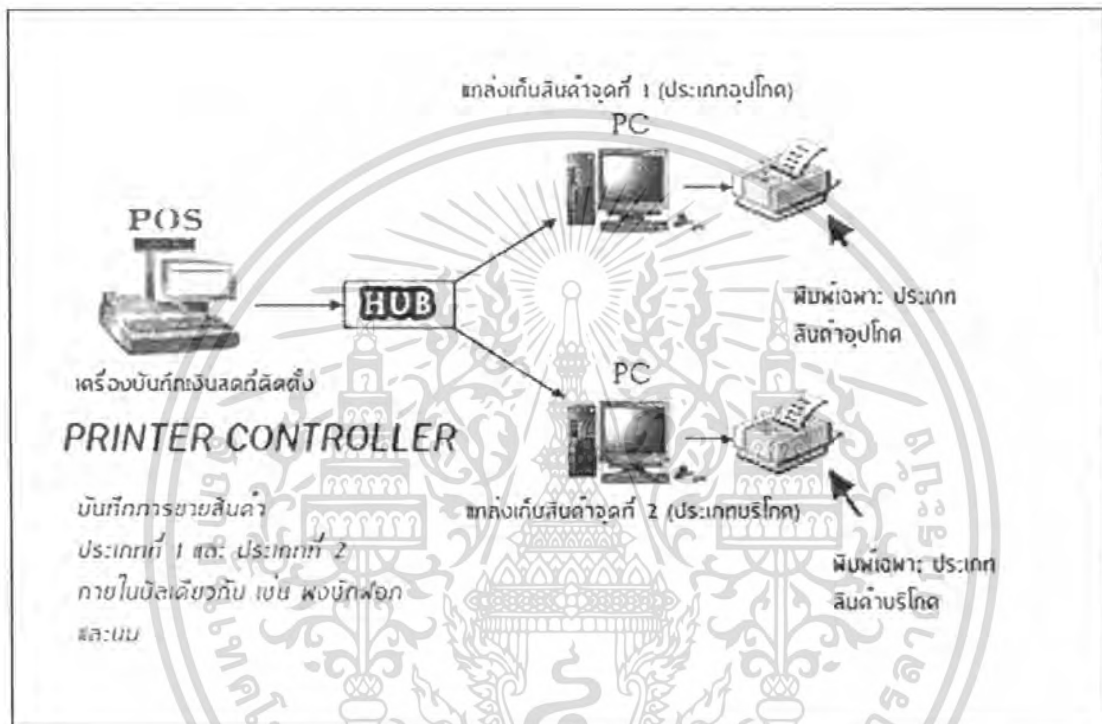 แหล่งเก็บสินค้าจุดที่ 1 (ประเภทอุปโภค)
PC
POS
HUB
พิมพ์เฉพาะ ประเภท
สินค้าอุปโภค
เครื่องบันทึกเงินสดที่ติดตั้ง
PRINTER CONTROLLER
PC
บันทึกการขายสินค้า
ประเภทที่ 1 และ ประเภทที่ 2
ภายในบิลเดียวกัน เช่น ผงซักฟอก
และนม
แหล่งเก็บสินค้าจุดที่ 2 (ประเภทบริโภค)
พิมพ์เฉพาะ ประเภท
สินค้าบริโภค